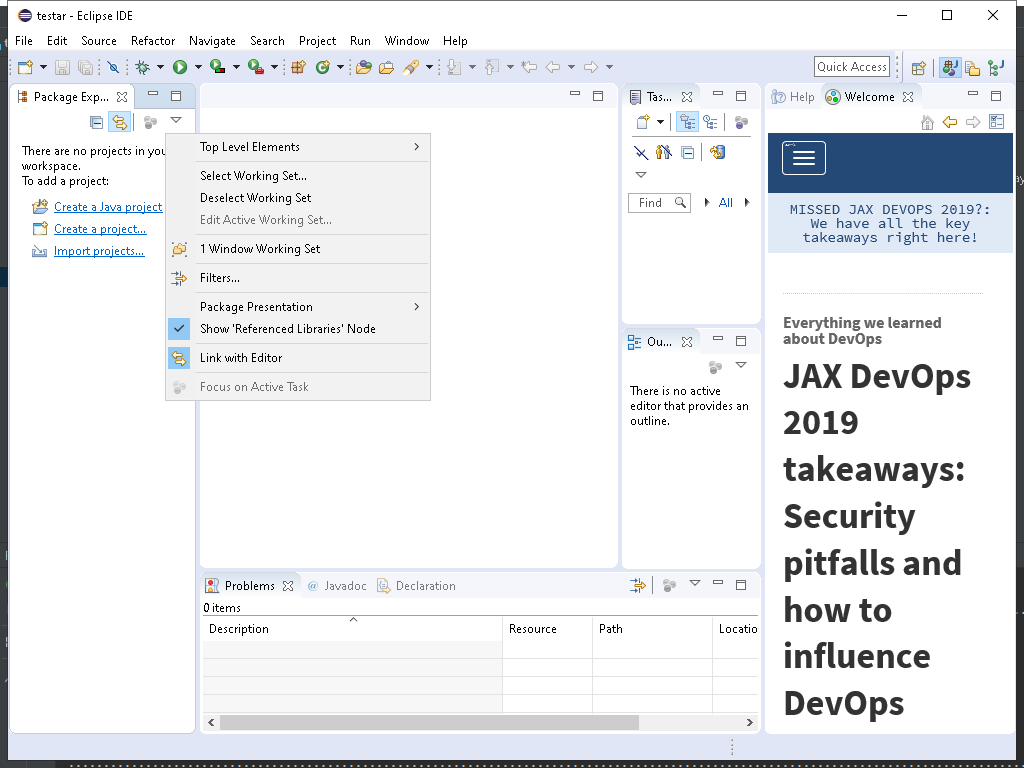 testar - Eclipse IDE
File Edit Source Refactor Navigate Search Project Run Window Help
Quick Access
Package Exp...
There are no projects in you
workspace.
To add a project:
Create a Java project
Create a project...
Import projects...
Top Level Elements
Select Working Set...
Deselect Working Set
Edit Active Working Set...
1 Window Working Set
Filters...
Package Presentation
Show 'Referenced Libraries' Node
Link with Editor
Focus on Active Task
Tas...
Find
All
Ou...
There is no active
editor that provides an
outline.
Help Welcome
MISSED JAX DEVOPS 2019?:
We have all the key
takeaways right here!
Everything we learned
about DevOps
JAX DevOps
2019
takeaways:
Security
pitfalls and
how to
influence
DevOps
Problems @ Javadoc Declaration
0 items
Description Resource Path Locatio